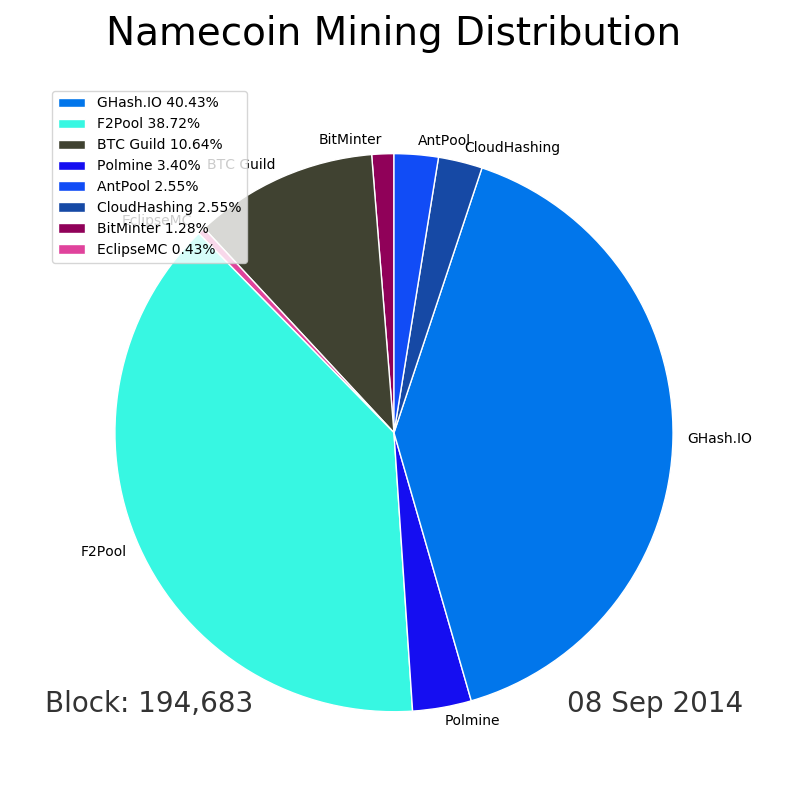 Namecoin Mining Distribution
GHash.IO 40.43%
F2Pool 38.72%
BTC Guild 10.64%
Polmine 3.40%
AntPool 2.55%
CloudHashing 2.55%
BitMinter 1.28%
EclipseMC 0.43%
BitMinter
AntPool
CloudHashing
BTC Guild
EclipseMC
GHash.IO
F2Pool
Polmine
Block: 194,683
08 Sep 2014